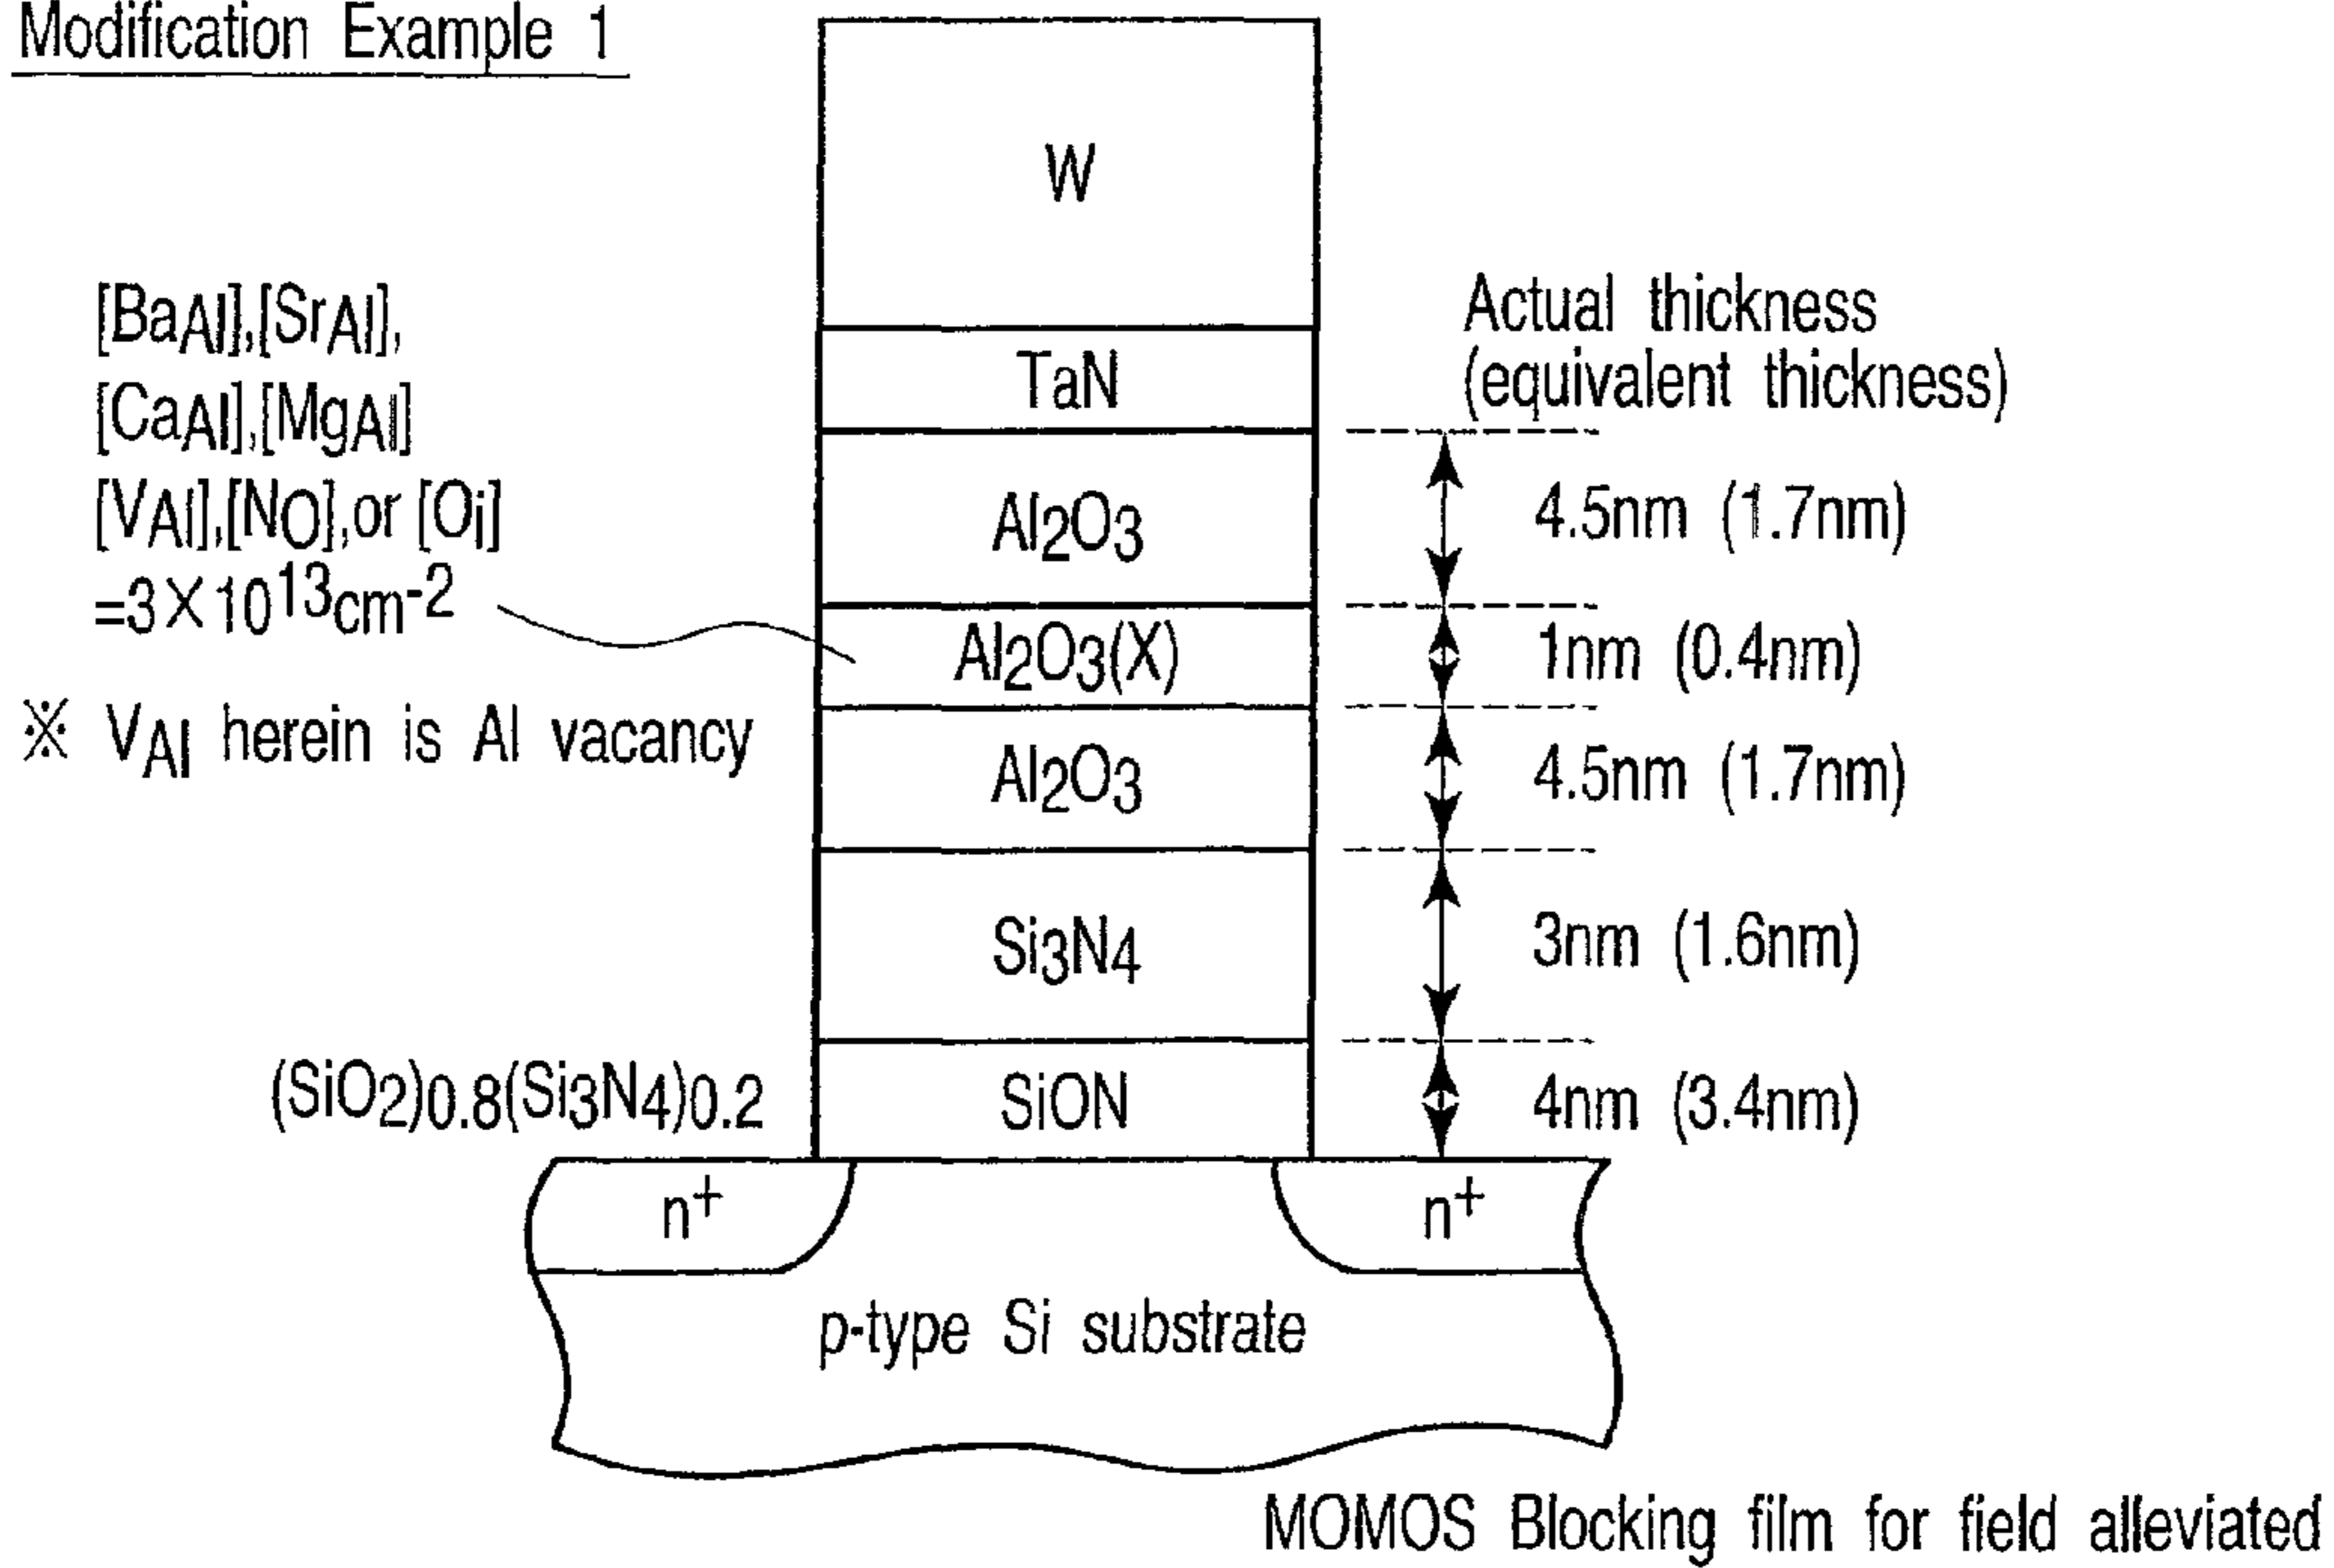 Modification Example 1
W
[BaAl],[SrAl],
[CaAl],[MgAl]
[VAl],[NO],or [Oi]
=3×10¹³cm⁻²
※ VAl herein is Al vacancy
TaN
Al₂O₃
Al₂O₃(X)
Al₂O₃
Si₃N₄
(SiO₂)0.8(Si₃N₄)0.2
SiON
Actual thickness
(equivalent thickness)
4.5nm (1.7nm)
1nm (0.4nm)
4.5nm (1.7nm)
3nm (1.6nm)
4nm (3.4nm)
n⁺
n⁺
p-type Si substrate
MOMOS Blocking film for field alleviated